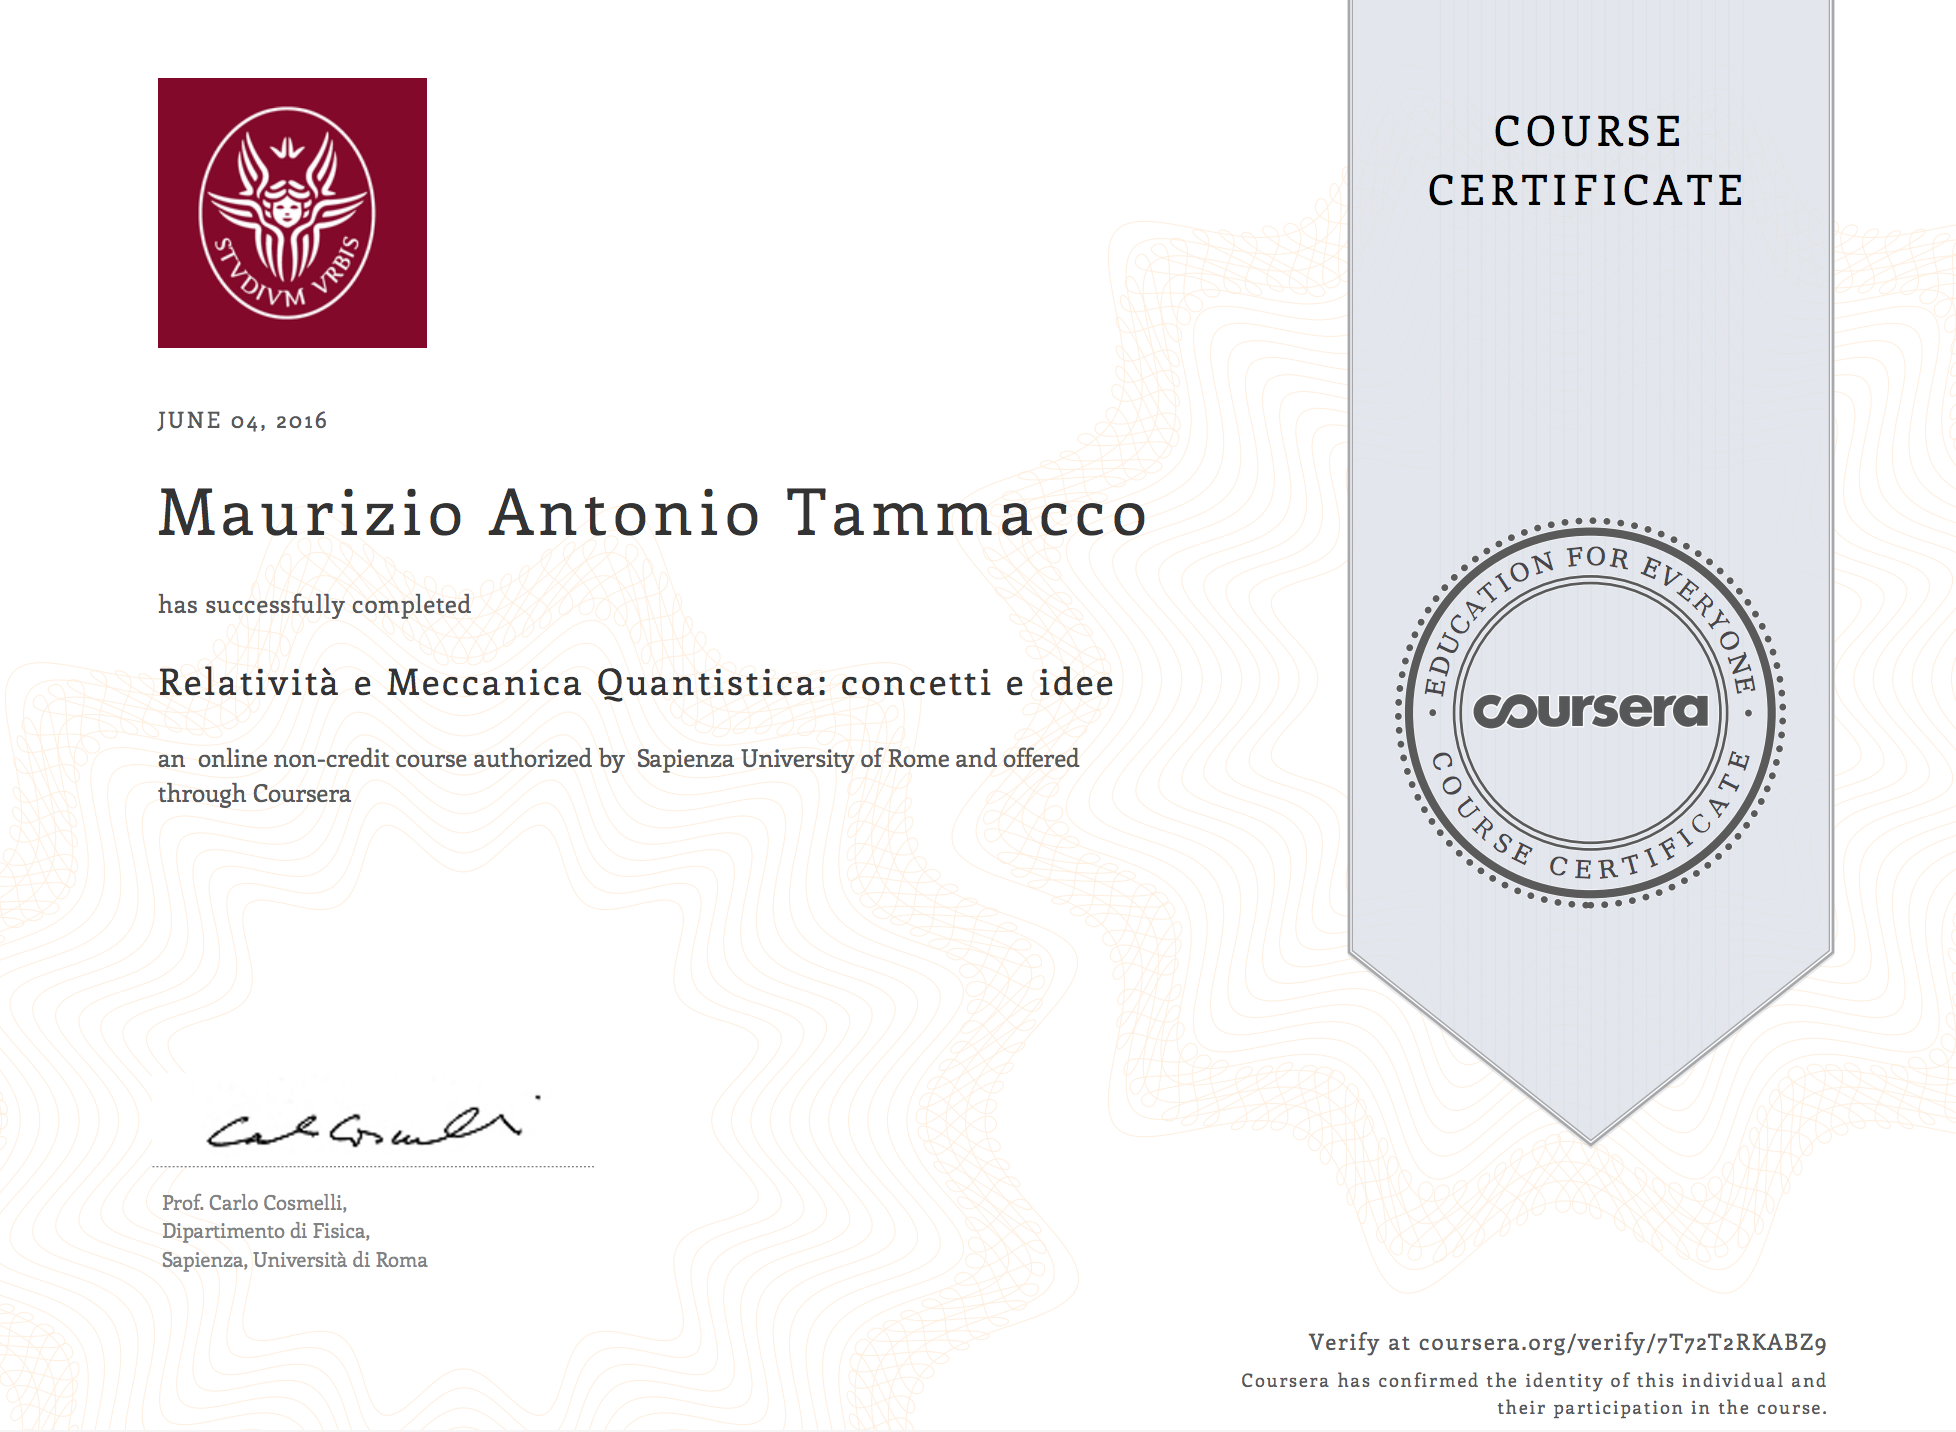 STVDIVM VRBIS
COURSE
CERTIFICATE
JUNE 04, 2016
Maurizio Antonio Tammacco
has successfully completed
Relatività e Meccanica Quantistica: concetti e idee
an online non-credit course authorized by Sapienza University of Rome and offered
through Coursera
EDUCATION FOR EVERYONE
coursera
COURSE CERTIFICATE
Carlo Cosmelli
Prof. Carlo Cosmelli,
Dipartimento di Fisica,
Sapienza, Università di Roma
Verify at coursera.org/verify/7T72T2RKABZ9
Coursera has confirmed the identity of this individual and
their participation in the course.